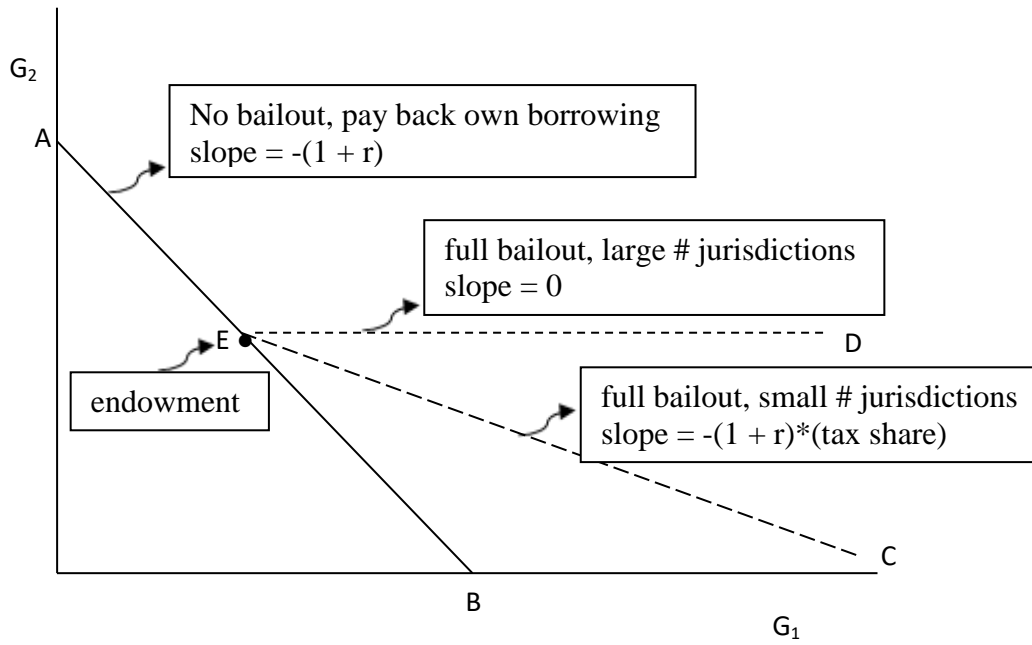 G2
No bailout, pay back own borrowing
slope = -(1 + r)
A
full bailout, large # jurisdictions
slope = 0
E
D
endowment
full bailout, small # jurisdictions
slope = -(1 + r)*(tax share)
C
B
G1